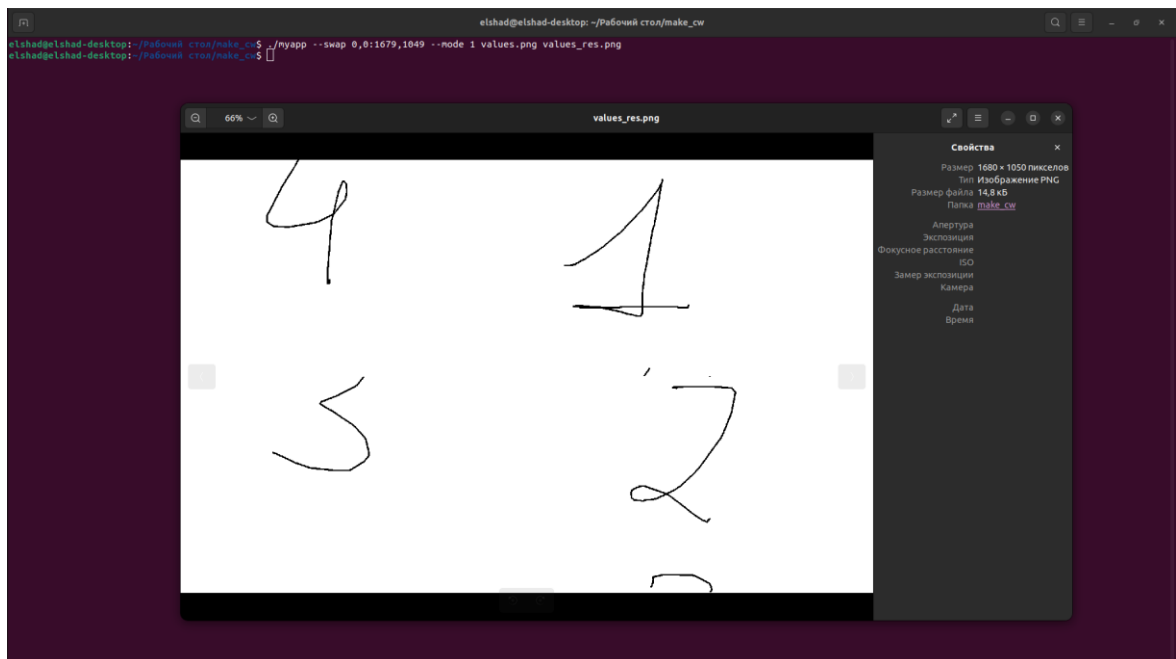 elshad@elshad-desktop: ~/Рабочий стол/make_cw
elshad@elshad-desktop:~/Рабочий стол/make_cw$ ./myapp --swap 0,0:1679,1049 --mode 1 values.png values_res.png
elshad@elshad-desktop:~/Рабочий стол/make_cw$
66%
values_res.png
Свойства
Размер 1680 × 1050 пикселов
Тип Изображение PNG
Размер файла 14,8 кБ
Папка make_cw
Апертура
Экспозиция
Фокусное расстояние
ISO
Замер экспозиции
Камера
Дата
Время
4 1
3 2